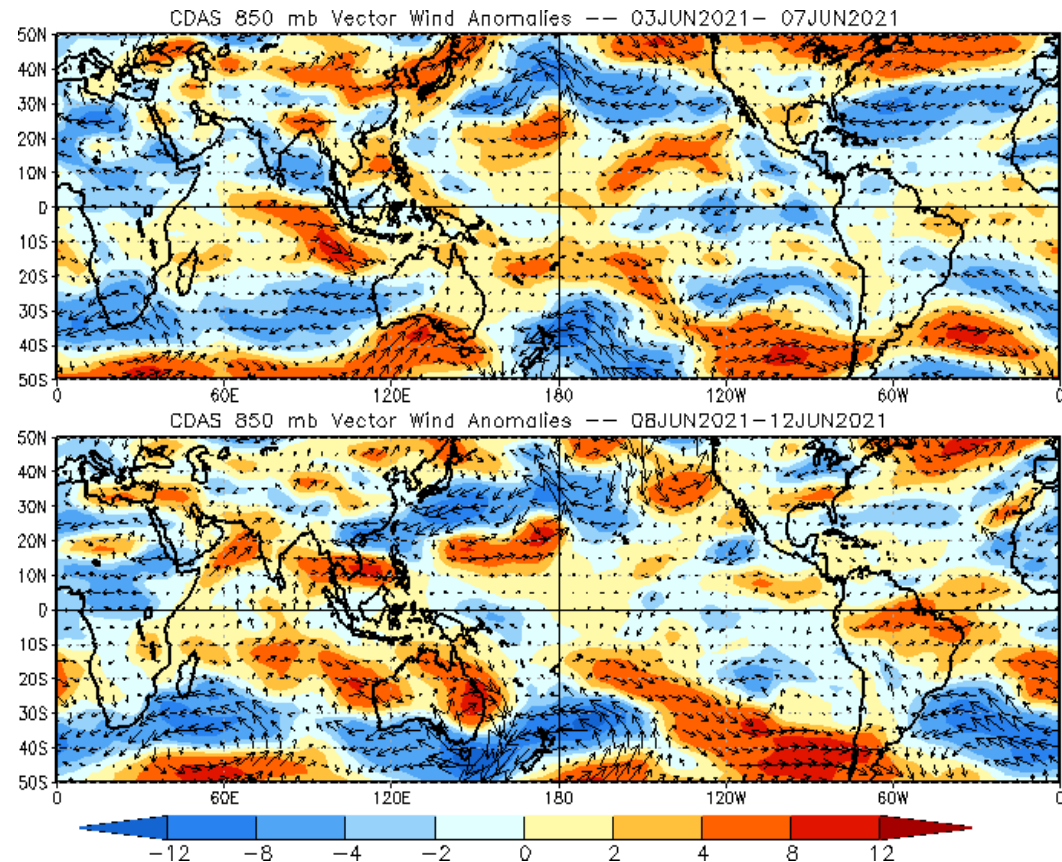 CDAS 850 mb Vector Wind Anomalies -- 03JUN2021- 07JUN2021
50N
40N
30N
20N
10N
0
10S
20S
30S
40S
50S
0 60E 120E 180 120W 60W 0
CDAS 850 mb Vector Wind Anomalies -- 08JUN2021-12JUN2021
50N
40N
30N
20N
10N
0
10S
20S
30S
40S
50S
0 60E 120E 180 120W 60W 0
-12 -8 -4 -2 0 2 4 8 12